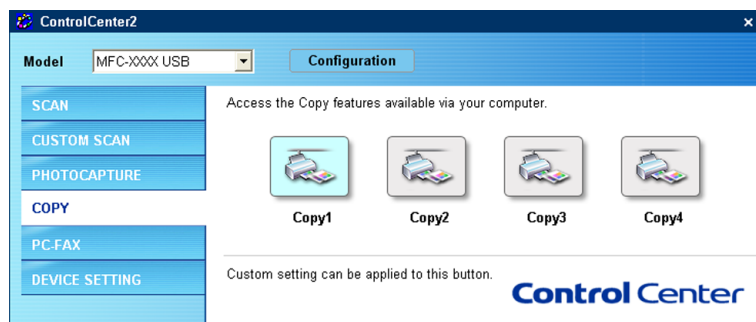 ControlCenter2
Model MFC-XXXX USB Configuration
SCAN
CUSTOM SCAN
PHOTOCAPTURE
COPY
PC-FAX
DEVICE SETTING
Access the Copy features available via your computer.
Copy1 Copy2 Copy3 Copy4
Custom setting can be applied to this button.
Control Center